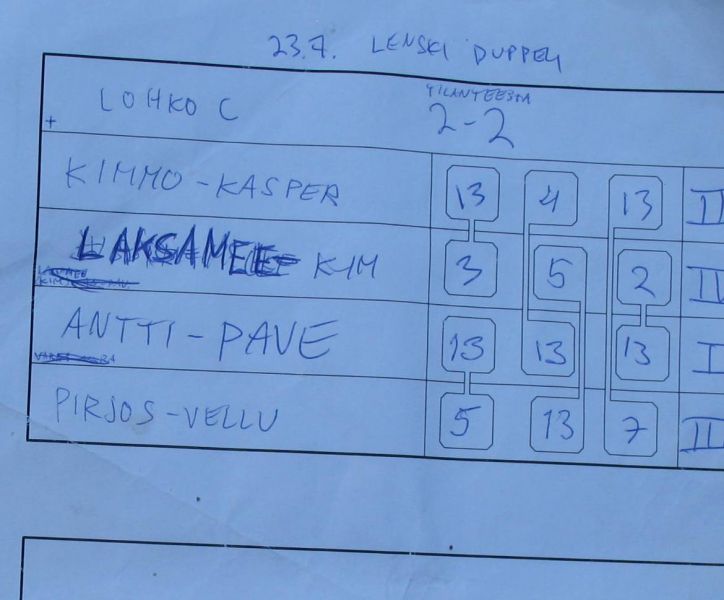 23.7. LENSKI DUPPELI
LOHKO C
TILANTEESTA
2-2
+
KIMMO - KASPER 13 4 13 II
LAKSAMEE KIM 3 5 2
ANTTI - PAVE 13 13 13 I
PIRJOS - VELLU 5 13 7